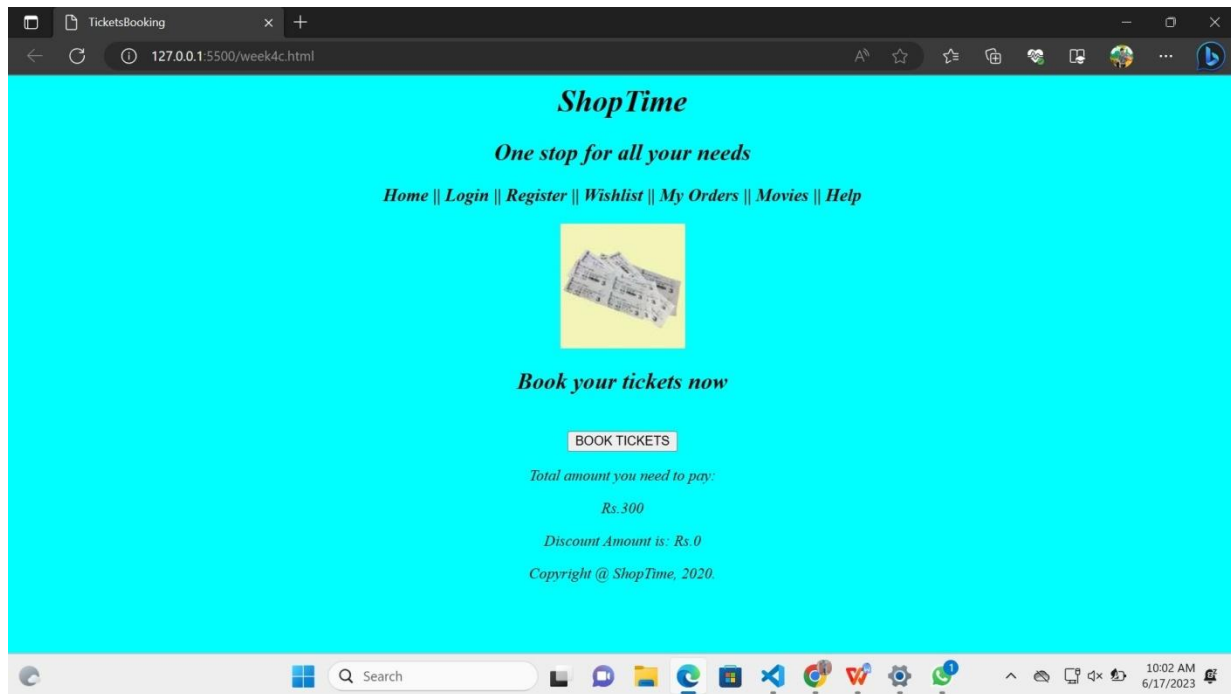 TicketsBooking
127.0.0.1:5500/week4c.html
ShopTime
One stop for all your needs
Home || Login || Register || Wishlist || My Orders || Movies || Help
Book your tickets now
BOOK TICKETS
Total amount you need to pay:
Rs.300
Discount Amount is: Rs.0
Copyright @ ShopTime, 2020.
Search
1
10:02 AM
6/17/2023